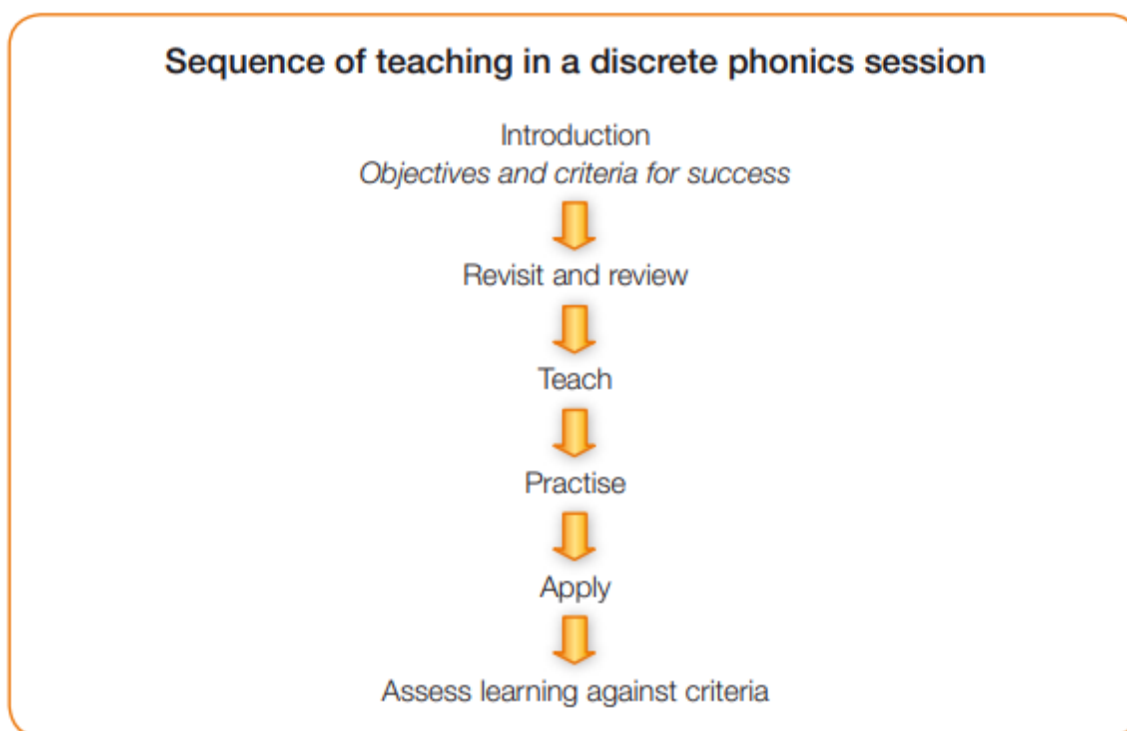 Sequence of teaching in a discrete phonics session
Introduction
Objectives and criteria for success
Revisit and review
Teach
Practise
Apply
Assess learning against criteria